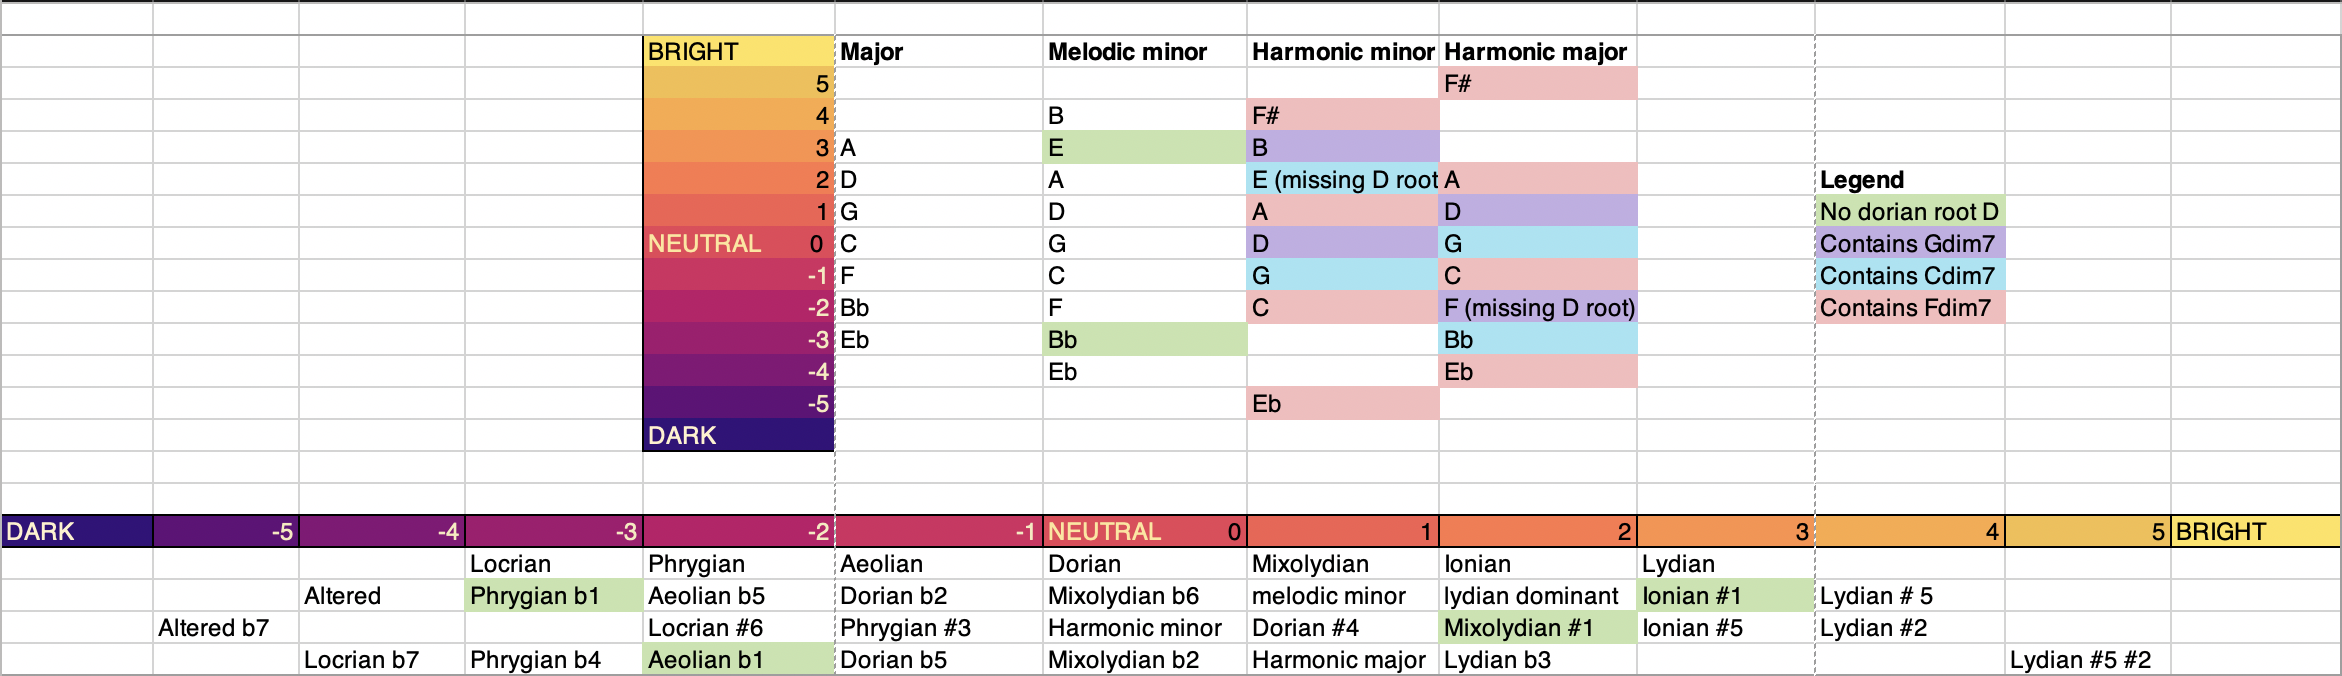 BRIGHT Major Melodic minor Harmonic minor Harmonic major
5 F#
4 B F#
3 A E B
2 D A E (missing D root A Legend
1 G D A D No dorian root D
NEUTRAL 0 C G D G Contains Gdim7
-1 F C G C Contains Cdim7
-2 Bb F C F (missing D root) Contains Fdim7
-3 Eb Bb Bb
-4 Eb Eb
-5 Eb
DARK
DARK -5 -4 -3 -2 -1 NEUTRAL 0 1 2 3 4 5 BRIGHT
Locrian Phrygian Aeolian Dorian Mixolydian Ionian Lydian
Altered Phrygian b1 Aeolian b5 Dorian b2 Mixolydian b6 melodic minor lydian dominant Ionian #1 Lydian # 5
Altered b7 Locrian #6 Phrygian #3 Harmonic minor Dorian #4 Mixolydian #1 Ionian #5 Lydian #2
Locrian b7 Phrygian b4 Aeolian b1 Dorian b5 Mixolydian b2 Harmonic major Lydian b3 Lydian #5 #2